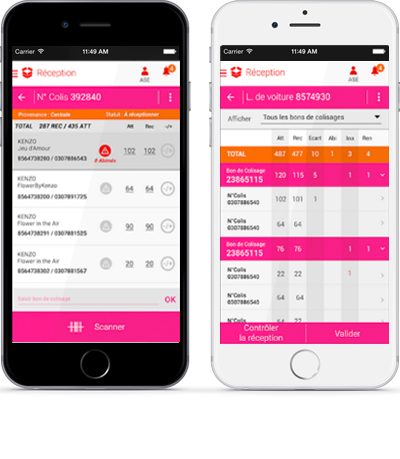 Carrier
11:49 AM
Réception
ASE
4
N° Colis 392840
Provenance : Centrale
Statut : A réceptionner
TOTAL 287 REC / 435 ATT
Att
Rec
-/+
KENZO
Jeu d'Amour
8564738280 / 0307886543
8 Abimés
102
102
-/+
KENZO
FlowerByKenzo
8564738200 / 0307891735
64
64
-/+
KENZO
Flower in the Air
8564738291 / 0307881525
90
90
-/+
KENZO
Flower in the Air
8564738302 / 0307881567
20
20
-/+
Saisir bon de colisage
OK
Scanner
Carrier
11:49 AM
Réception
ASE
4
L. de voiture 8574930
Afficher
Tous les bons de colisages
Att Rec Ecart Abi Ina Ren
TOTAL 487 477 10 1 3 4
Bon de Colisage
23865115 120 115 5 1 1
N°Colis
0307886540 102 101 1
64 64
Bon de Colisage
23865115 76 76 1 1
N°Colis
0307886540 22 22 1
N°Colis
0307886540 64 64
N°Colis
64 22
Contrôler
la réception
Valider